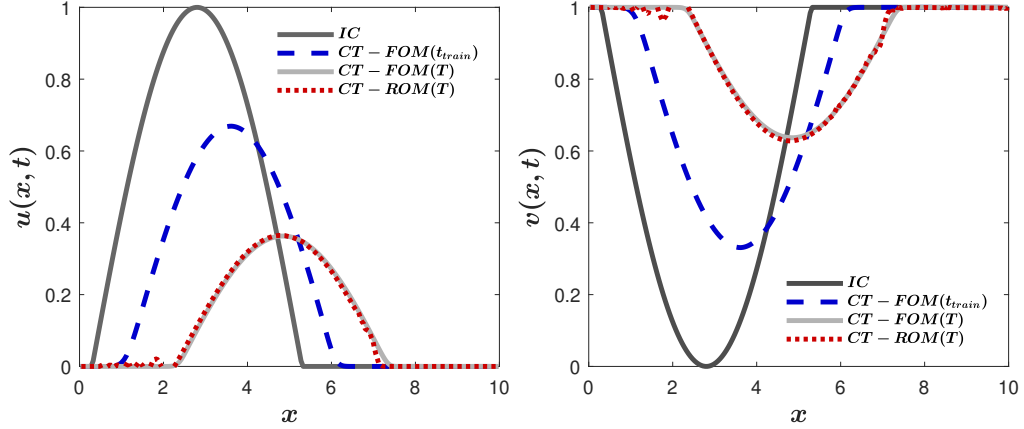 1
0.8
0.6
0.4
0.2
0
0 2 4 6 8 10
u(x, t)
x
IC
CT − FOM(t_train)
CT − FOM(T)
CT − ROM(T)
1
0.8
0.6
0.4
0.2
0
0 2 4 6 8 10
v(x, t)
x
IC
CT − FOM(t_train)
CT − FOM(T)
CT − ROM(T)